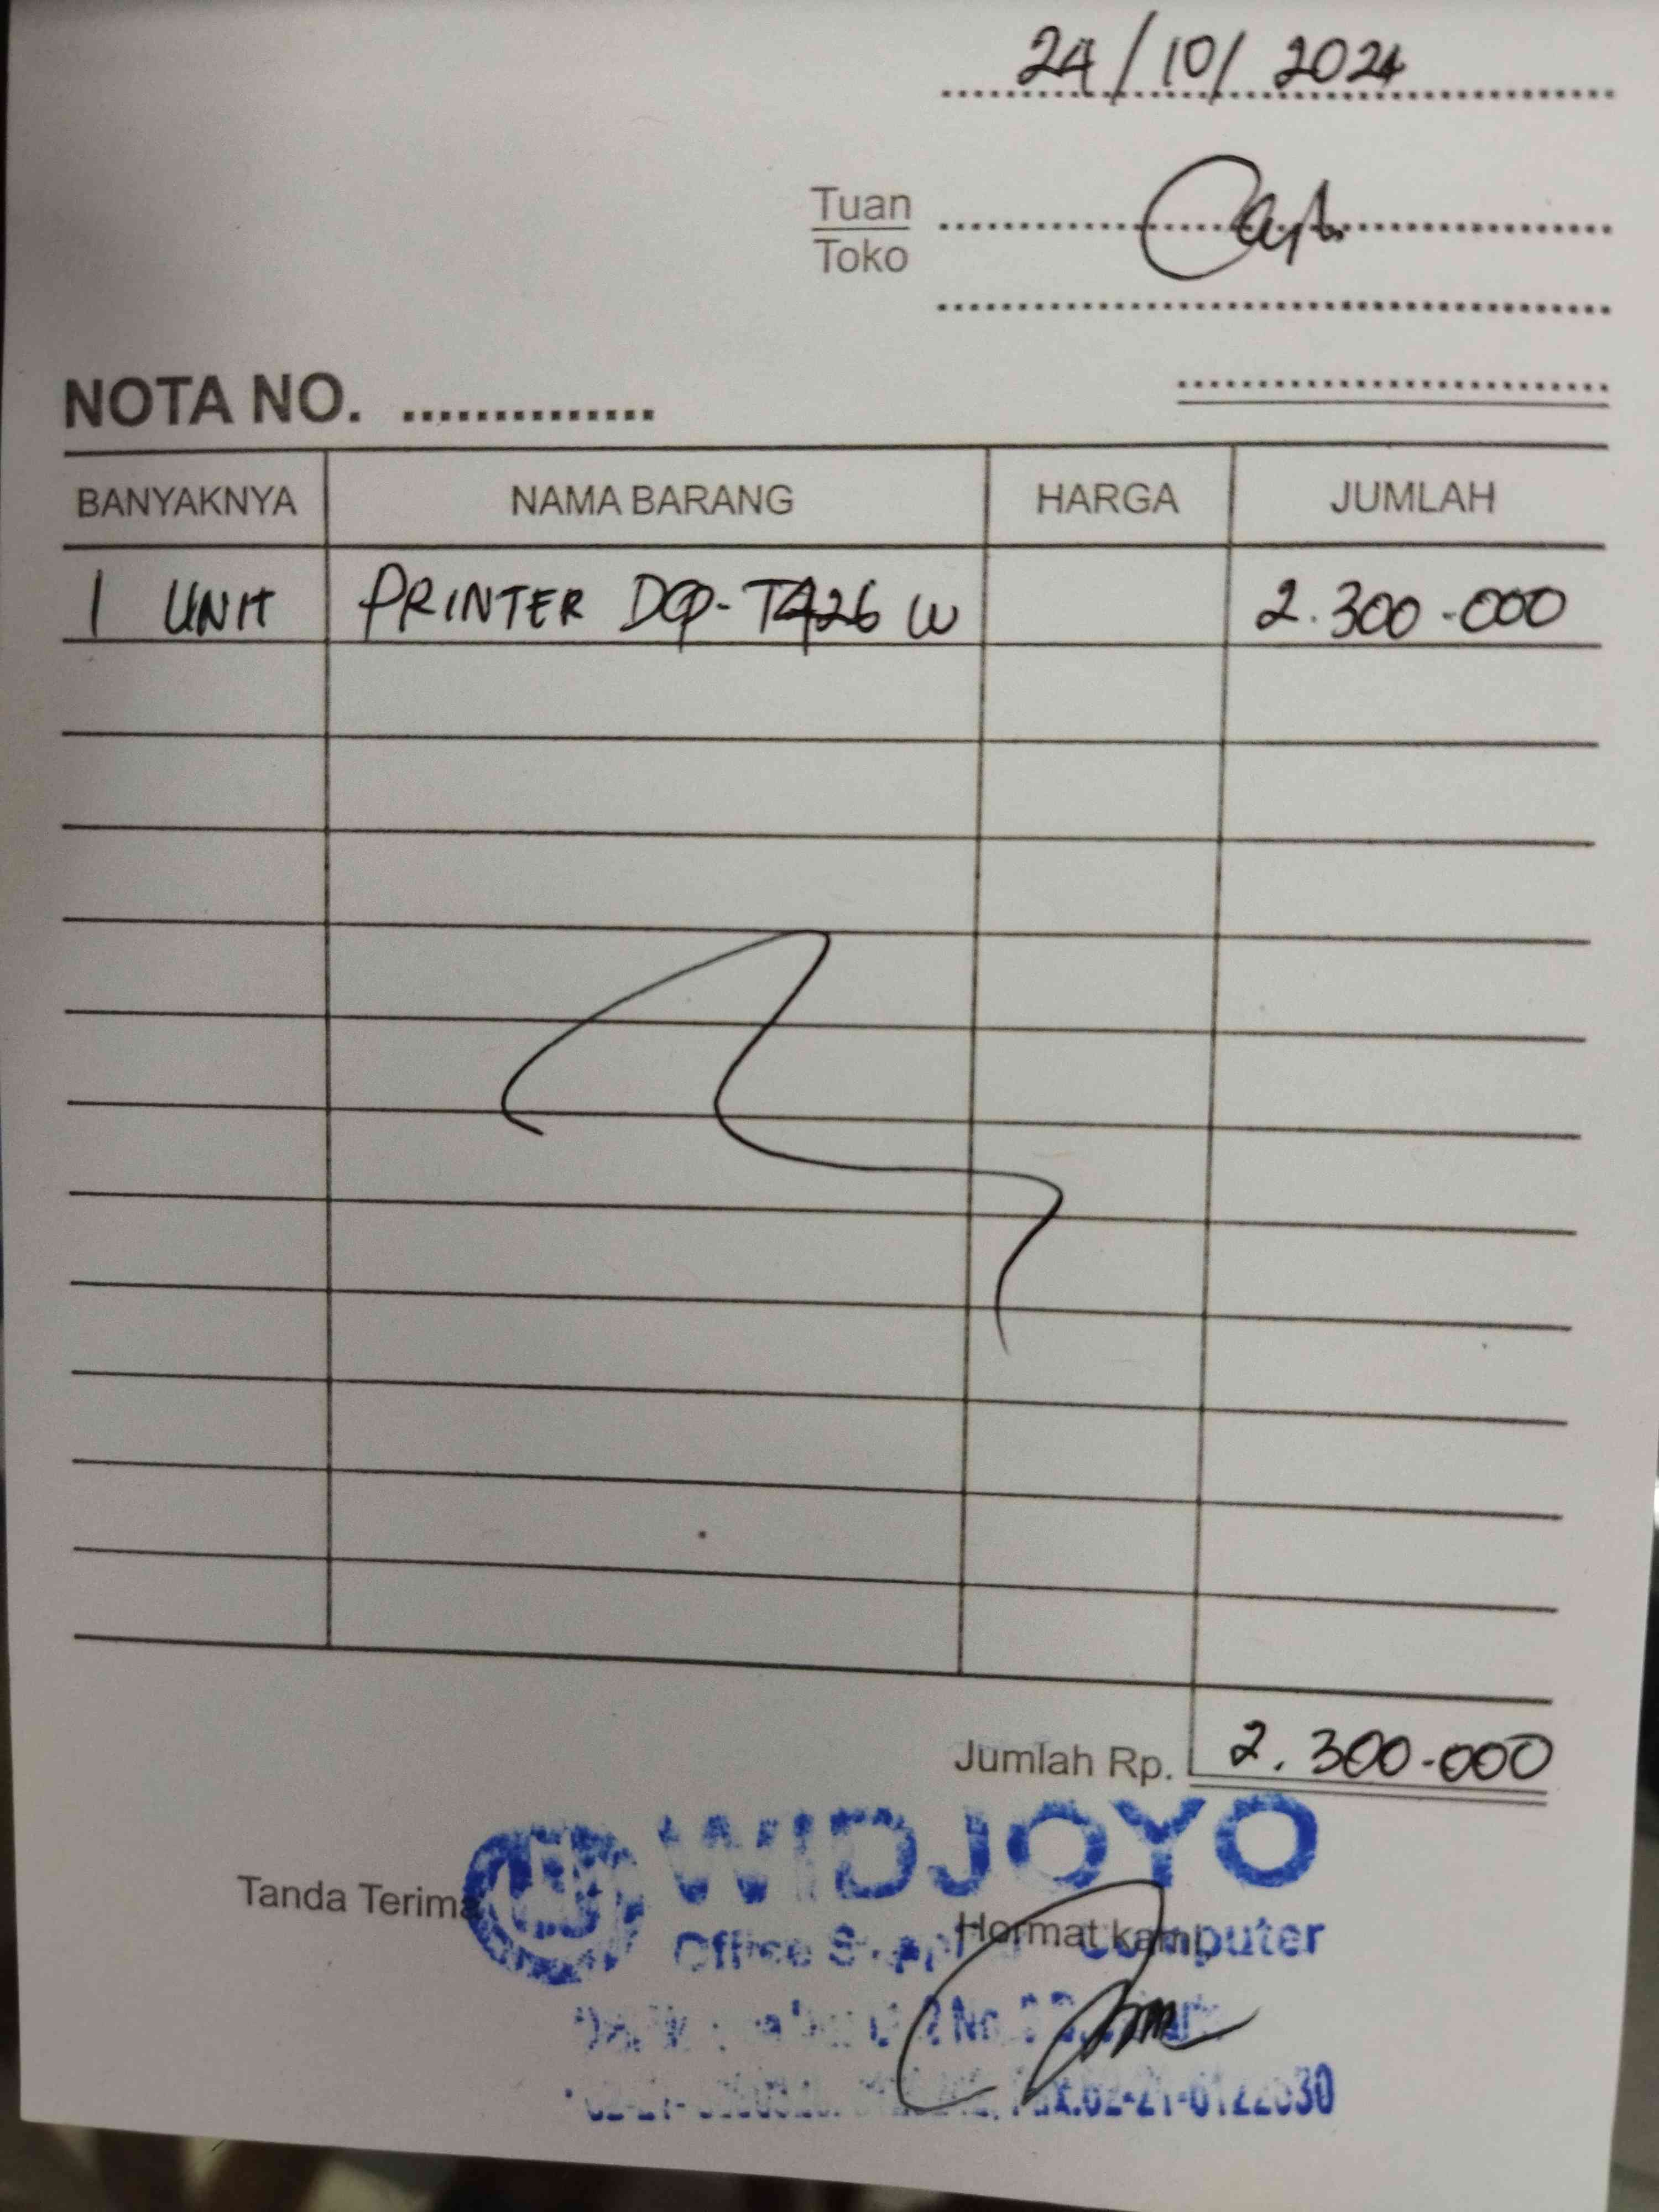 24/10/2024
Tuan
Toko
Cash
NOTA NO. ..............
BANYAKNYA NAMA BARANG HARGA JUMLAH
1 UNIT PRINTER DCP-T426 W 2.300.000
Jumlah Rp. 2.300.000
WIDJOYO
Tanda Terima
Hormat kami,
Office Computer